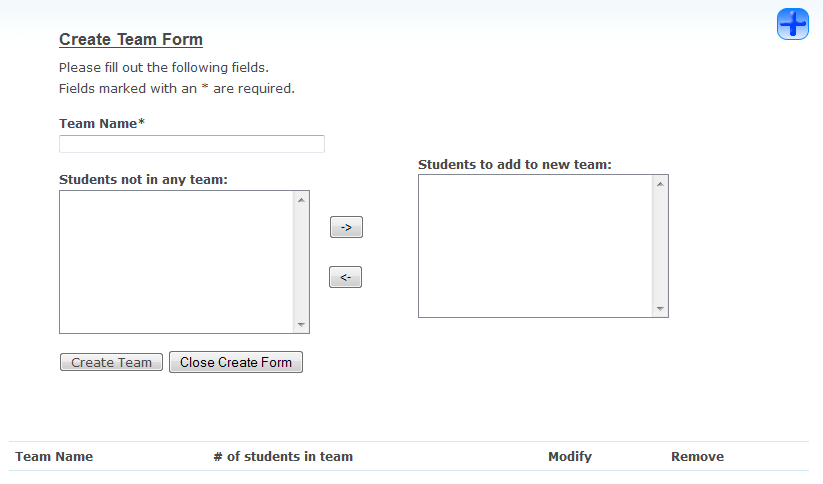 Create Team Form
Please fill out the following fields.
Fields marked with an * are required.
Team Name*
Students not in any team:
Students to add to new team:
->
<-
Create Team Close Create Form
Team Name # of students in team Modify Remove